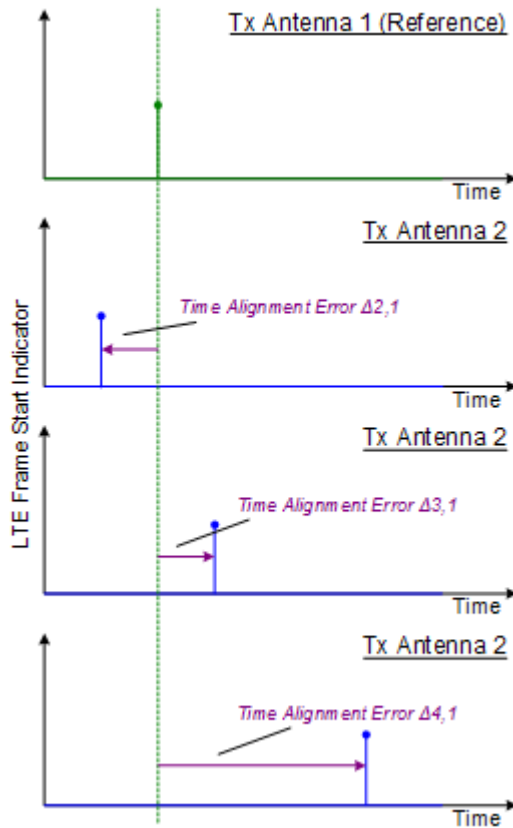 Tx Antenna 1 (Reference)
Time
Tx Antenna 2
Time Alignment Error Δ2,1
Time
Tx Antenna 2
Time Alignment Error Δ3,1
Time
Tx Antenna 2
Time Alignment Error Δ4,1
Time
LTE Frame Start Indicator